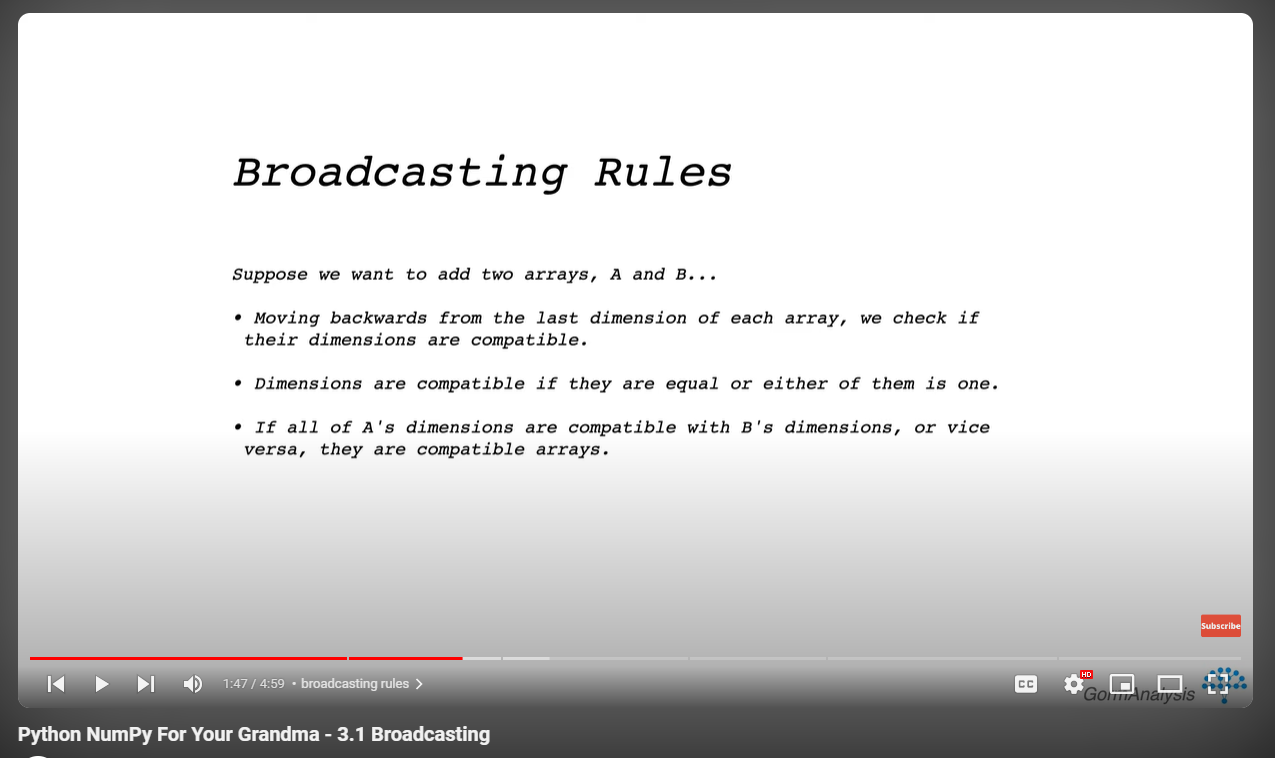 Broadcasting Rules
Suppose we want to add two arrays, A and B...
• Moving backwards from the last dimension of each array, we check if
their dimensions are compatible.
• Dimensions are compatible if they are equal or either of them is one.
• If all of A's dimensions are compatible with B's dimensions, or vice
versa, they are compatible arrays.
Subscribe
1:47 / 4:59 • broadcasting rules
CC
HD
GormAnalysis
Python NumPy For Your Grandma - 3.1 Broadcasting